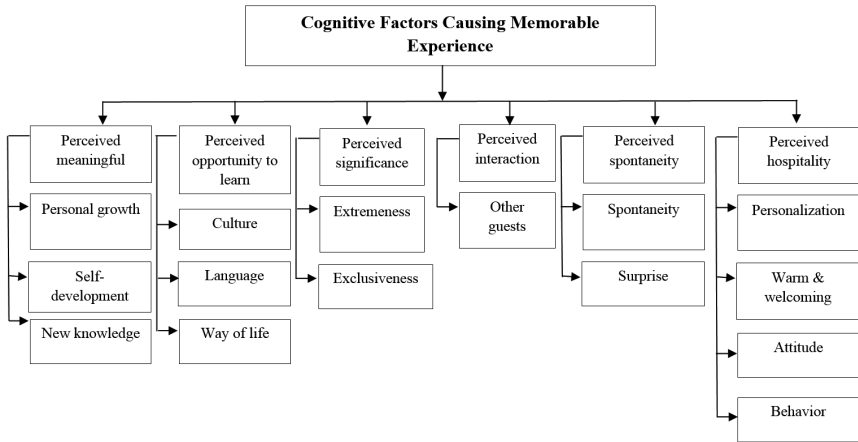 Cognitive Factors Causing Memorable
Experience
Perceived
meaningful
Personal growth
Self-
development
New knowledge
Perceived
opportunity to
learn
Culture
Language
Way of life
Perceived
significance
Extremeness
Exclusiveness
Perceived
interaction
Other
guests
Perceived
spontaneity
Spontaneity
Surprise
Perceived
hospitality
Personalization
Warm &
welcoming
Attitude
Behavior